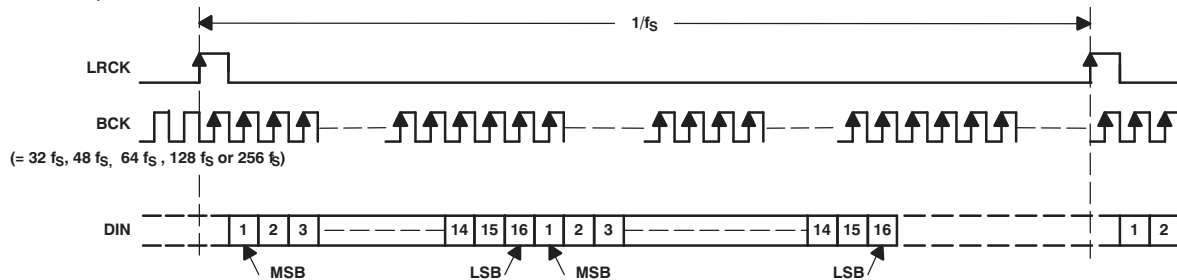 1/fS
LRCK
BCK
(= 32 fS, 48 fS, 64 fS , 128 fS or 256 fS)
DIN
1 2 3 14 15 16 1 2 3 14 15 16 1 2
MSB LSB MSB LSB